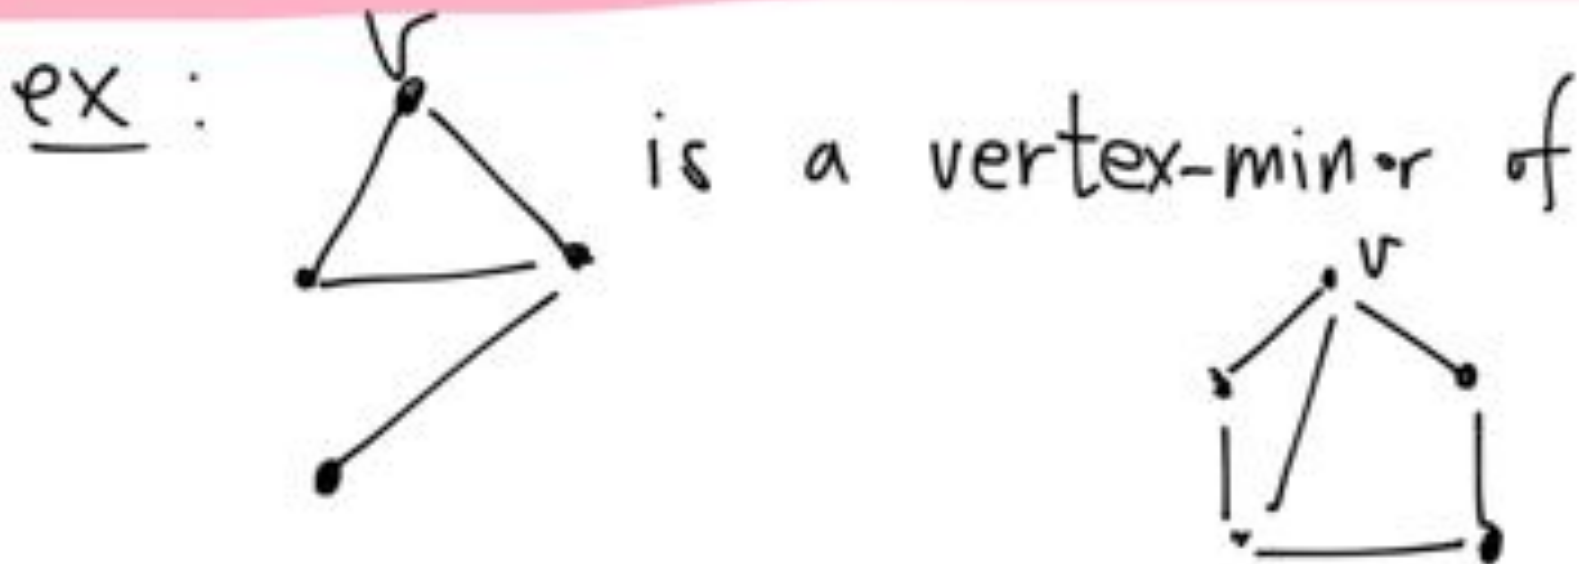 v
ex : is a vertex-minor of
v